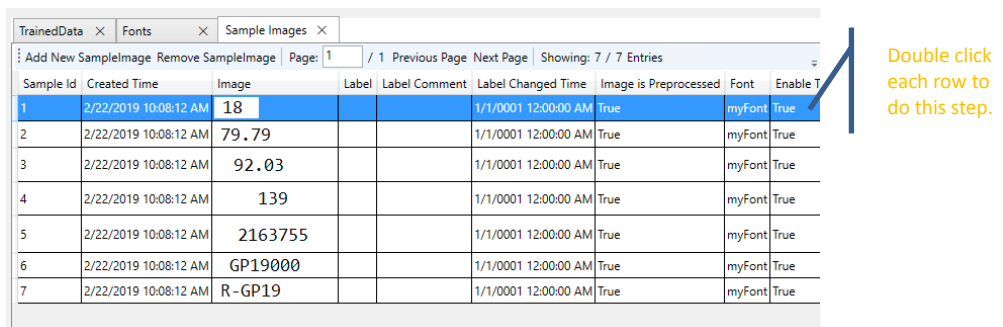 TrainedData × Fonts × Sample Images ×
Add New SampleImage Remove SampleImage Page: 1 / 1 Previous Page Next Page Showing: 7 / 7 Entries
Sample Id Created Time Image Label Label Comment Label Changed Time Image is Preprocessed Font Enable T
1 2/22/2019 10:08:12 AM 18 1/1/0001 12:00:00 AM True myFont True
2 2/22/2019 10:08:12 AM 79.79 1/1/0001 12:00:00 AM True myFont True
3 2/22/2019 10:08:12 AM 92.03 1/1/0001 12:00:00 AM True myFont True
4 2/22/2019 10:08:12 AM 139 1/1/0001 12:00:00 AM True myFont True
5 2/22/2019 10:08:12 AM 2163755 1/1/0001 12:00:00 AM True myFont True
6 2/22/2019 10:08:12 AM GP19000 1/1/0001 12:00:00 AM True myFont True
7 2/22/2019 10:08:12 AM R-GP19 1/1/0001 12:00:00 AM True myFont True
Double click
each row to
do this step.